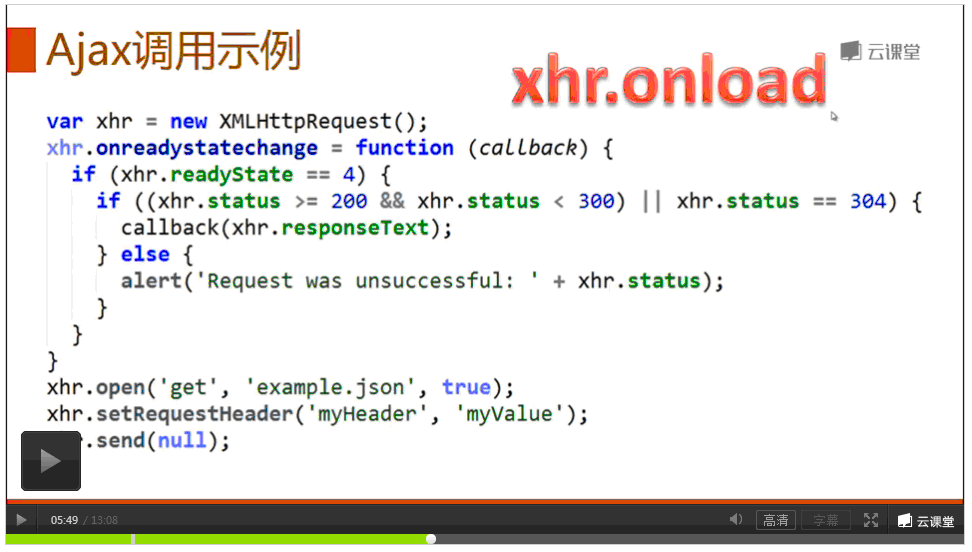 Ajax调用示例
xhr.onload
云课堂
var xhr = new XMLHttpRequest();
xhr.onreadystatechange = function (callback) {
if (xhr.readyState == 4) {
if ((xhr.status >= 200 && xhr.status < 300) || xhr.status == 304) {
callback(xhr.responseText);
} else {
alert('Request was unsuccessful: ' + xhr.status);
}
}
}
xhr.open('get', 'example.json', true);
xhr.setRequestHeader('myHeader', 'myValue');
.send(null);
05:49 / 13:08
高清
字幕
云课堂